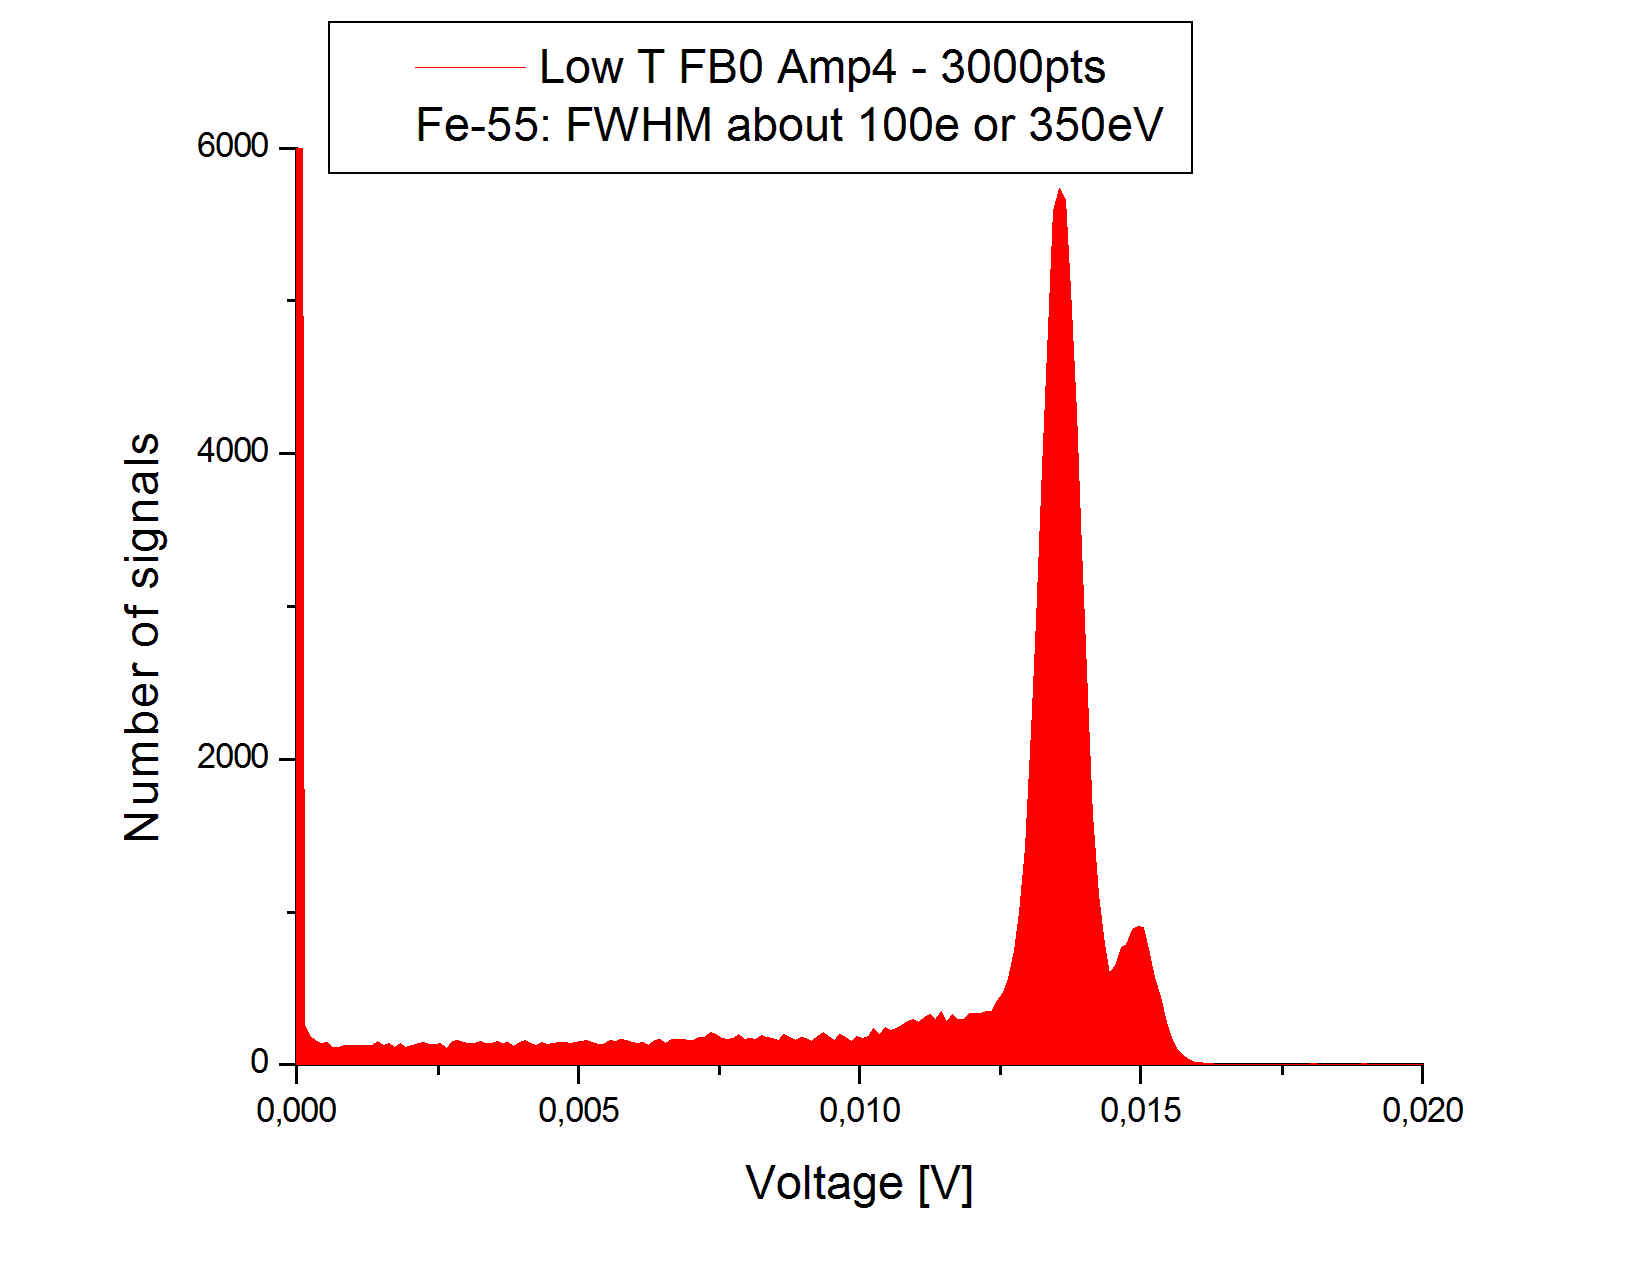 Low T FB0 Amp4 - 3000pts
Fe-55: FWHM about 100e or 350eV
6000
4000
2000
0
Number of signals
0,000 0,005 0,010 0,015 0,020
Voltage [V]